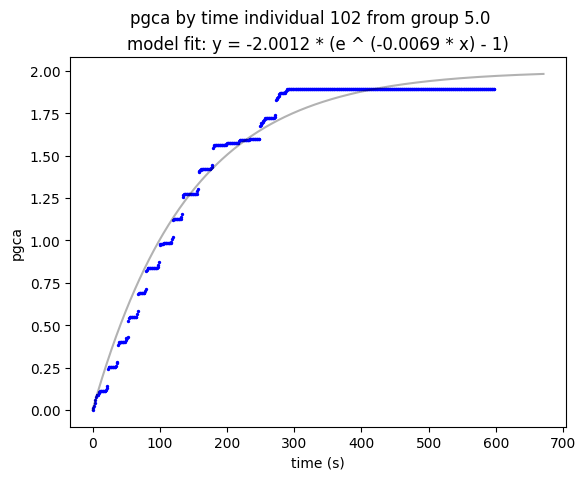 pgca by time individual 102 from group 5.0
model fit: y = -2.0012 * (e ^ (-0.0069 * x) - 1)
2.00
1.75
1.50
1.25
1.00
0.75
0.50
0.25
0.00
pgca
0 100 200 300 400 500 600 700
time (s)